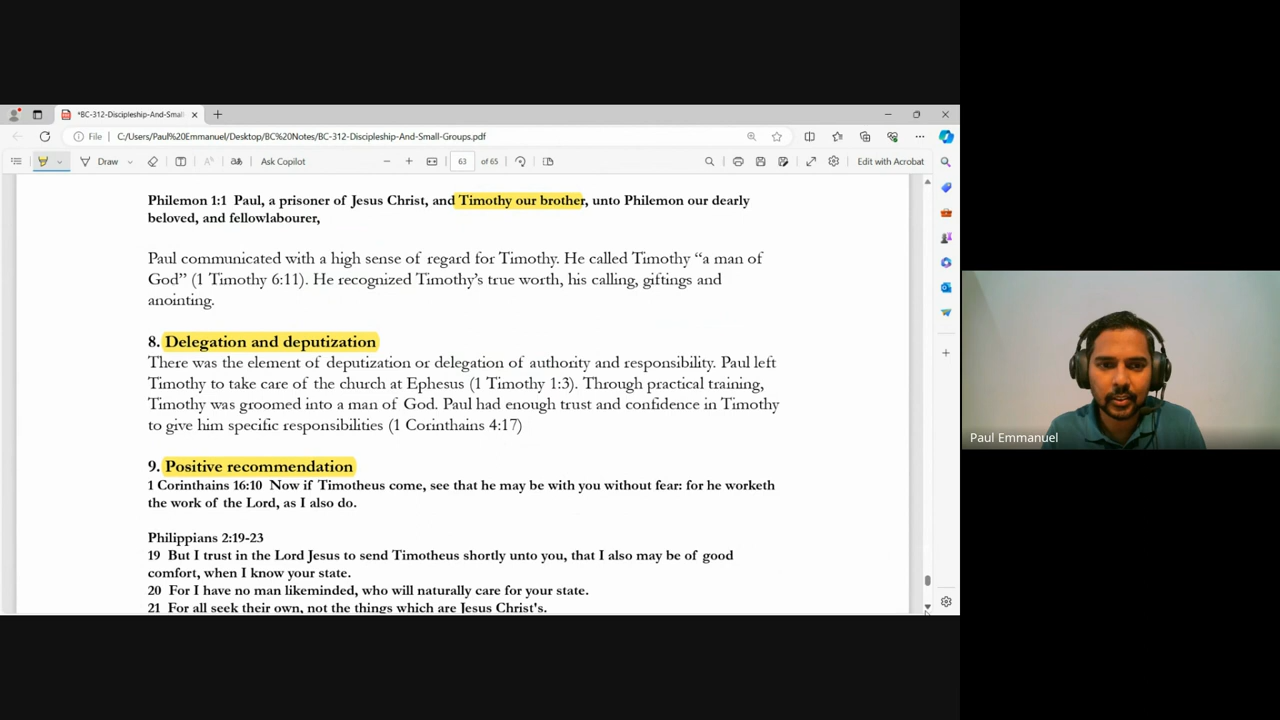 *BC-312-Discipleship-And-Small
File C:/Users/Paul%20Emmanuel/Desktop/BC%20Notes/BC-312-Discipleship-And-Small-Groups.pdf
Draw Ask Copilot 63 of 65 Edit with Acrobat
Philemon 1:1 Paul, a prisoner of Jesus Christ, and Timothy our brother, unto Philemon our dearly
beloved, and fellowlabourer,
Paul communicated with a high sense of regard for Timothy. He called Timothy “a man of
God” (1 Timothy 6:11). He recognized Timothy’s true worth, his calling, giftings and
anointing.
8. Delegation and deputization
There was the element of deputization or delegation of authority and responsibility. Paul left
Timothy to take care of the church at Ephesus (1 Timothy 1:3). Through practical training,
Timothy was groomed into a man of God. Paul had enough trust and confidence in Timothy
to give him specific responsibilities (1 Corinthains 4:17)
9. Positive recommendation
1 Corinthains 16:10 Now if Timotheus come, see that he may be with you without fear: for he worketh
the work of the Lord, as I also do.
Philippians 2:19-23
19 But I trust in the Lord Jesus to send Timotheus shortly unto you, that I also may be of good
comfort, when I know your state.
20 For I have no man likeminded, who will naturally care for your state.
21 For all seek their own, not the things which are Jesus Christ's.
Paul Emmanuel